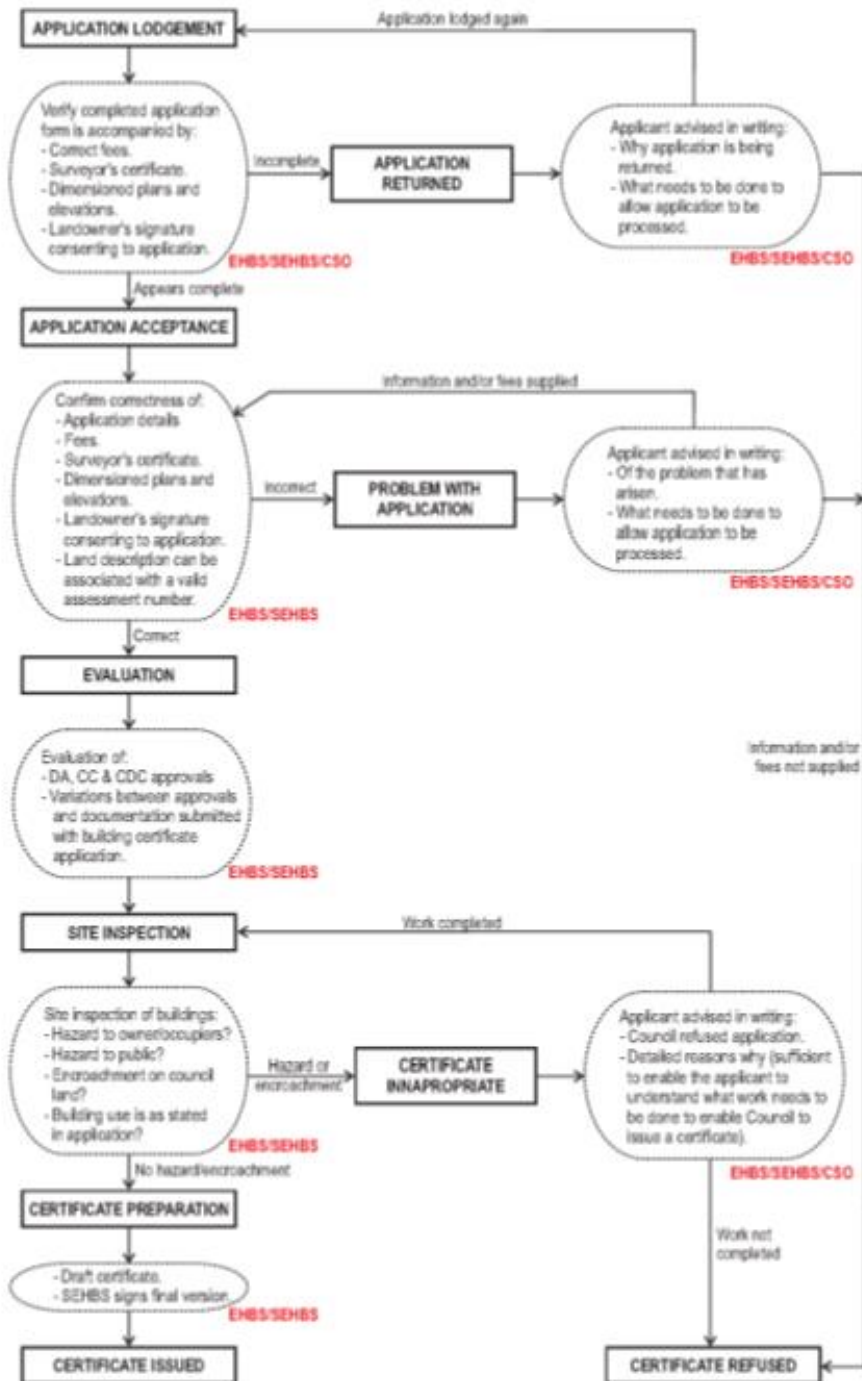 APPLICATION LODGEMENT
Application lodged again
Verify completed application
form is accompanied by:
- Correct fees.
- Surveyor's certificate.
- Dimensioned plans and
elevations.
- Landowner's signature
consenting to application.
EHBS/SEHBS/CSO
Incomplete
APPLICATION
RETURNED
Applicant advised in writing:
- Why application is being
returned.
- What needs to be done to
allow application to be
processed.
EHBS/SEHBS/CSO
Appears complete
APPLICATION ACCEPTANCE
Information and/or fees supplied
Confirm correctness of:
- Application details
- Fees.
- Surveyor's certificate.
- Dimensioned plans and
elevations.
- Landowner's signature
consenting to application.
- Land description can be
associated with a valid
assessment number.
EHBS/SEHBS
Incorrect
PROBLEM WITH
APPLICATION
Applicant advised in writing:
- Of the problem that has
arisen.
- What needs to be done to
allow application to be
processed.
EHBS/SEHBS/CSO
Correct
EVALUATION
Evaluation of:
- DA, CC & CDC approvals
- Variations between approvals
and documentation submitted
with building certificate
application.
EHBS/SEHBS
Information and/or
fees not supplied
SITE INSPECTION
Work completed
Site inspection of buildings:
- Hazard to owner/occupiers?
- Hazard to public?
- Encroachment on council
land?
- Building use is as stated
in application?
EHBS/SEHBS
Hazard or
encroachment
CERTIFICATE
INNAPROPRIATE
Applicant advised in writing:
- Council refused application.
- Detailed reasons why (sufficient
to enable the applicant to
understand what work needs to
be done to enable Council to
issue a certificate).
EHBS/SEHBS/CSO
No hazard/encroachment
CERTIFICATE PREPARATION
Work not
completed
- Draft certificate.
- SEHBS signs final version.
EHBS/SEHBS
CERTIFICATE ISSUED
CERTIFICATE REFUSED